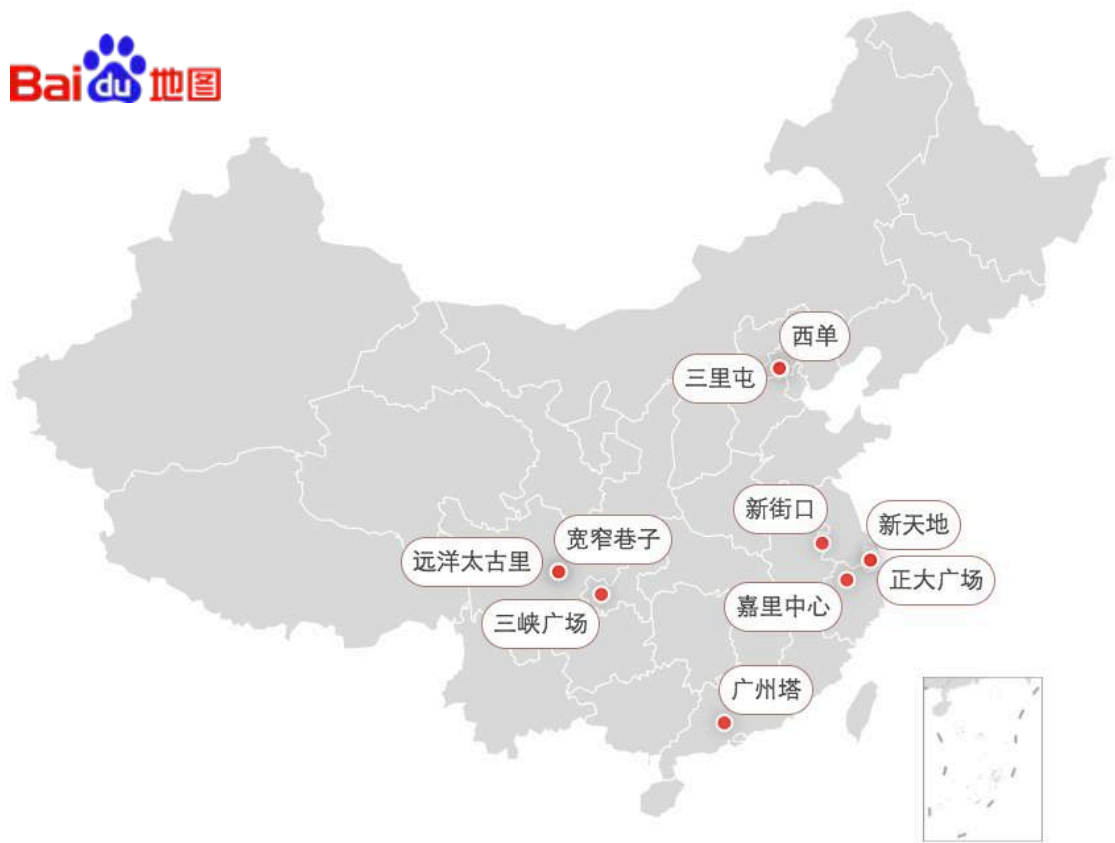 Baidu地图
西单
三里屯
新街口
新天地
宽窄巷子
远洋太古里
正大广场
嘉里中心
三峡广场
广州塔